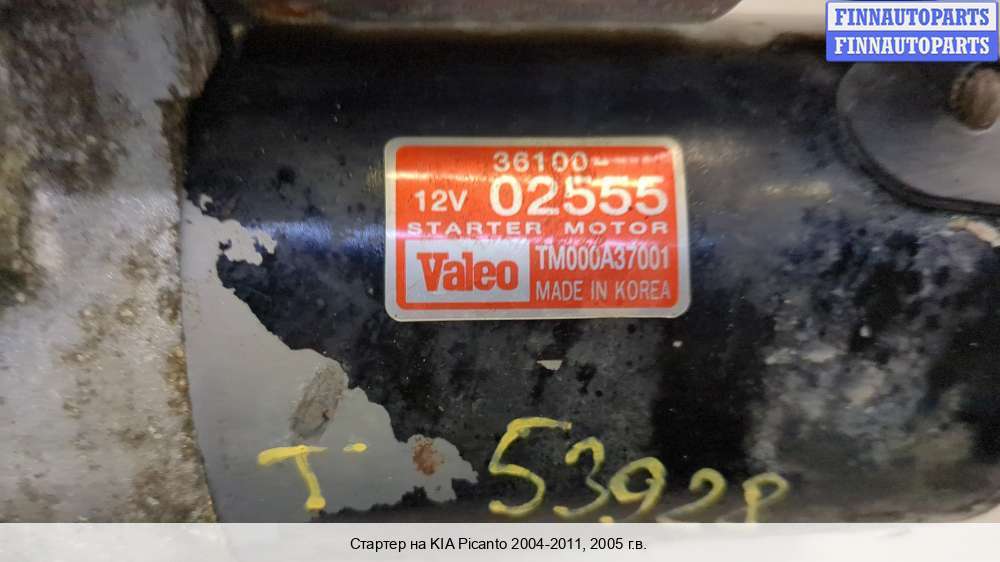 FINNAUTOPARTS
FINNAUTOPARTS
36100-
12V 02555
STARTER MOTOR
Valeo TM000A37001
MADE IN KOREA
T- 53928
Стартер на KIA Picanto 2004-2011, 2005 г.в.